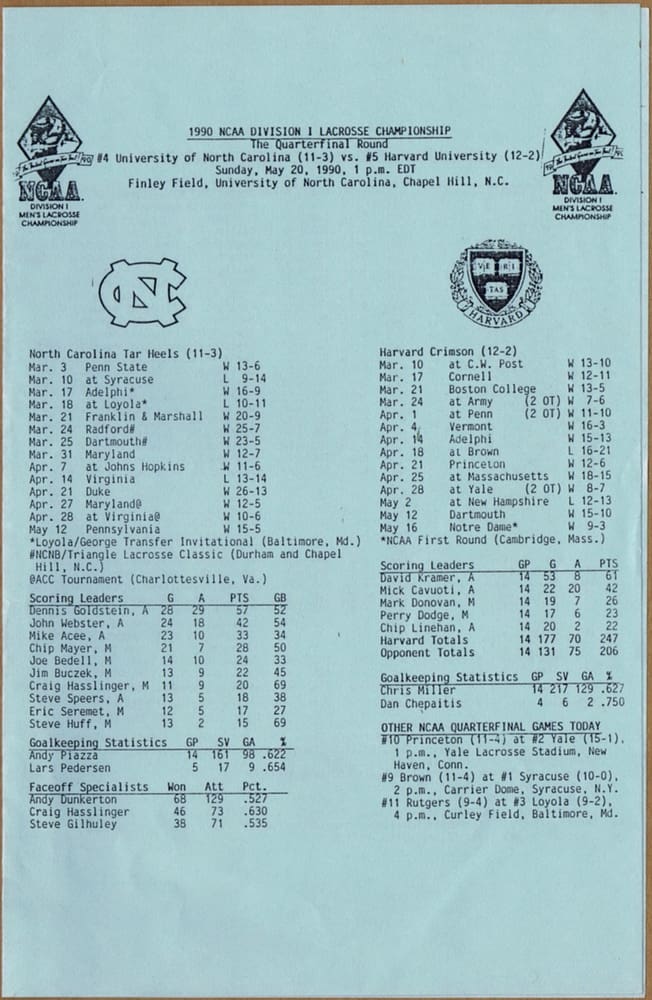 1990 NCAA DIVISION I LACROSSE CHAMPIONSHIP
The Quarterfinal Round
#4 University of North Carolina (11-3) vs. #5 Harvard University (12-2)
Sunday, May 20, 1990, 1 p.m. EDT
Finley Field, University of North Carolina, Chapel Hill, N.C.
NCAA
DIVISION I
MEN'S LACROSSE
CHAMPIONSHIP
NCAA
DIVISION I
MEN'S LACROSSE
CHAMPIONSHIP
NC
VE RI
TAS
HARVARD
North Carolina Tar Heels (11-3)
Mar. 3 Penn State W 13-6
Mar. 10 at Syracuse L 9-14
Mar. 17 Adelphi* W 16-9
Mar. 18 at Loyola* L 10-11
Mar. 21 Franklin & Marshall W 20-9
Mar. 24 Radford# W 25-7
Mar. 25 Dartmouth# W 23-5
Mar. 31 Maryland W 12-7
Apr. 7 at Johns Hopkins W 11-6
Apr. 14 Virginia L 13-14
Apr. 21 Duke W 26-13
Apr. 27 Maryland@ W 12-5
Apr. 28 at Virginia@ W 10-6
May 12 Pennsylvania W 15-5
*Loyola/George Transfer Invitational (Baltimore, Md.)
#NCNB/Triangle Lacrosse Classic (Durham and Chapel
Hill, N.C.)
@ACC Tournament (Charlottesville, Va.)
Scoring Leaders G A PTS GB
Dennis Goldstein, A 28 29 57 52
John Webster, A 24 18 42 54
Mike Acee, A 23 10 33 34
Chip Mayer, M 21 7 28 50
Joe Bedell, M 14 10 24 33
Jim Buczek, M 13 9 22 45
Craig Hasslinger, M 11 9 20 69
Steve Speers, A 13 5 18 38
Eric Seremet, M 12 5 17 27
Steve Huff, M 13 2 15 69
Goalkeeping Statistics GP SV GA %
Andy Piazza 14 161 98 .622
Lars Pedersen 5 17 9 .654
Faceoff Specialists Won Att Pct.
Andy Dunkerton 68 129 .527
Craig Hasslinger 46 73 .630
Steve Gilhuley 38 71 .535
Harvard Crimson (12-2)
Mar. 10 at C.W. Post W 13-10
Mar. 17 Cornell W 12-11
Mar. 21 Boston College W 13-5
Mar. 24 at Army (2 OT) W 7-6
Apr. 1 at Penn (2 OT) W 11-10
Apr. 4 Vermont W 16-3
Apr. 14 Adelphi W 15-13
Apr. 18 at Brown L 16-21
Apr. 21 Princeton W 12-6
Apr. 25 at Massachusetts W 18-15
Apr. 28 at Yale (2 OT) W 8-7
May 2 at New Hampshire L 12-13
May 12 Dartmouth W 15-10
May 16 Notre Dame* W 9-3
*NCAA First Round (Cambridge, Mass.)
Scoring Leaders GP G A PTS
David Kramer, A 14 53 8 61
Mick Cavuoti, A 14 22 20 42
Mark Donovan, M 14 19 7 26
Perry Dodge, M 14 17 6 23
Chip Linehan, A 14 20 2 22
Harvard Totals 14 177 70 247
Opponent Totals 14 131 75 206
Goalkeeping Statistics GP SV GA %
Chris Miller 14 217 129 .627
Dan Chepaitis 4 6 2 .750
OTHER NCAA QUARTERFINAL GAMES TODAY
#10 Princeton (11-4) at #2 Yale (15-1),
1 p.m., Yale Lacrosse Stadium, New
Haven, Conn.
#9 Brown (11-4) at #1 Syracuse (10-0),
2 p.m., Carrier Dome, Syracuse, N.Y.
#11 Rutgers (9-4) at #3 Loyola (9-2),
4 p.m., Curley Field, Baltimore, Md.